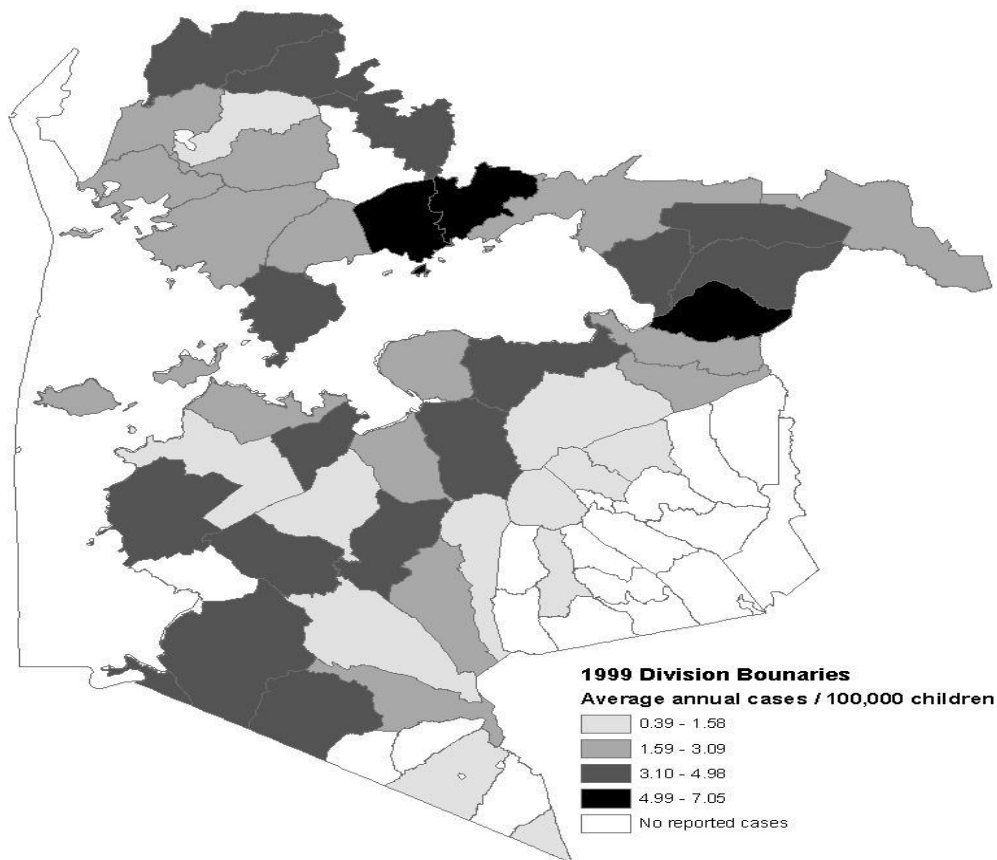 1999 Division Bounaries
Average annual cases / 100,000 children
0.39 - 1.58
1.59 - 3.09
3.10 - 4.98
4.99 - 7.05
No reported cases